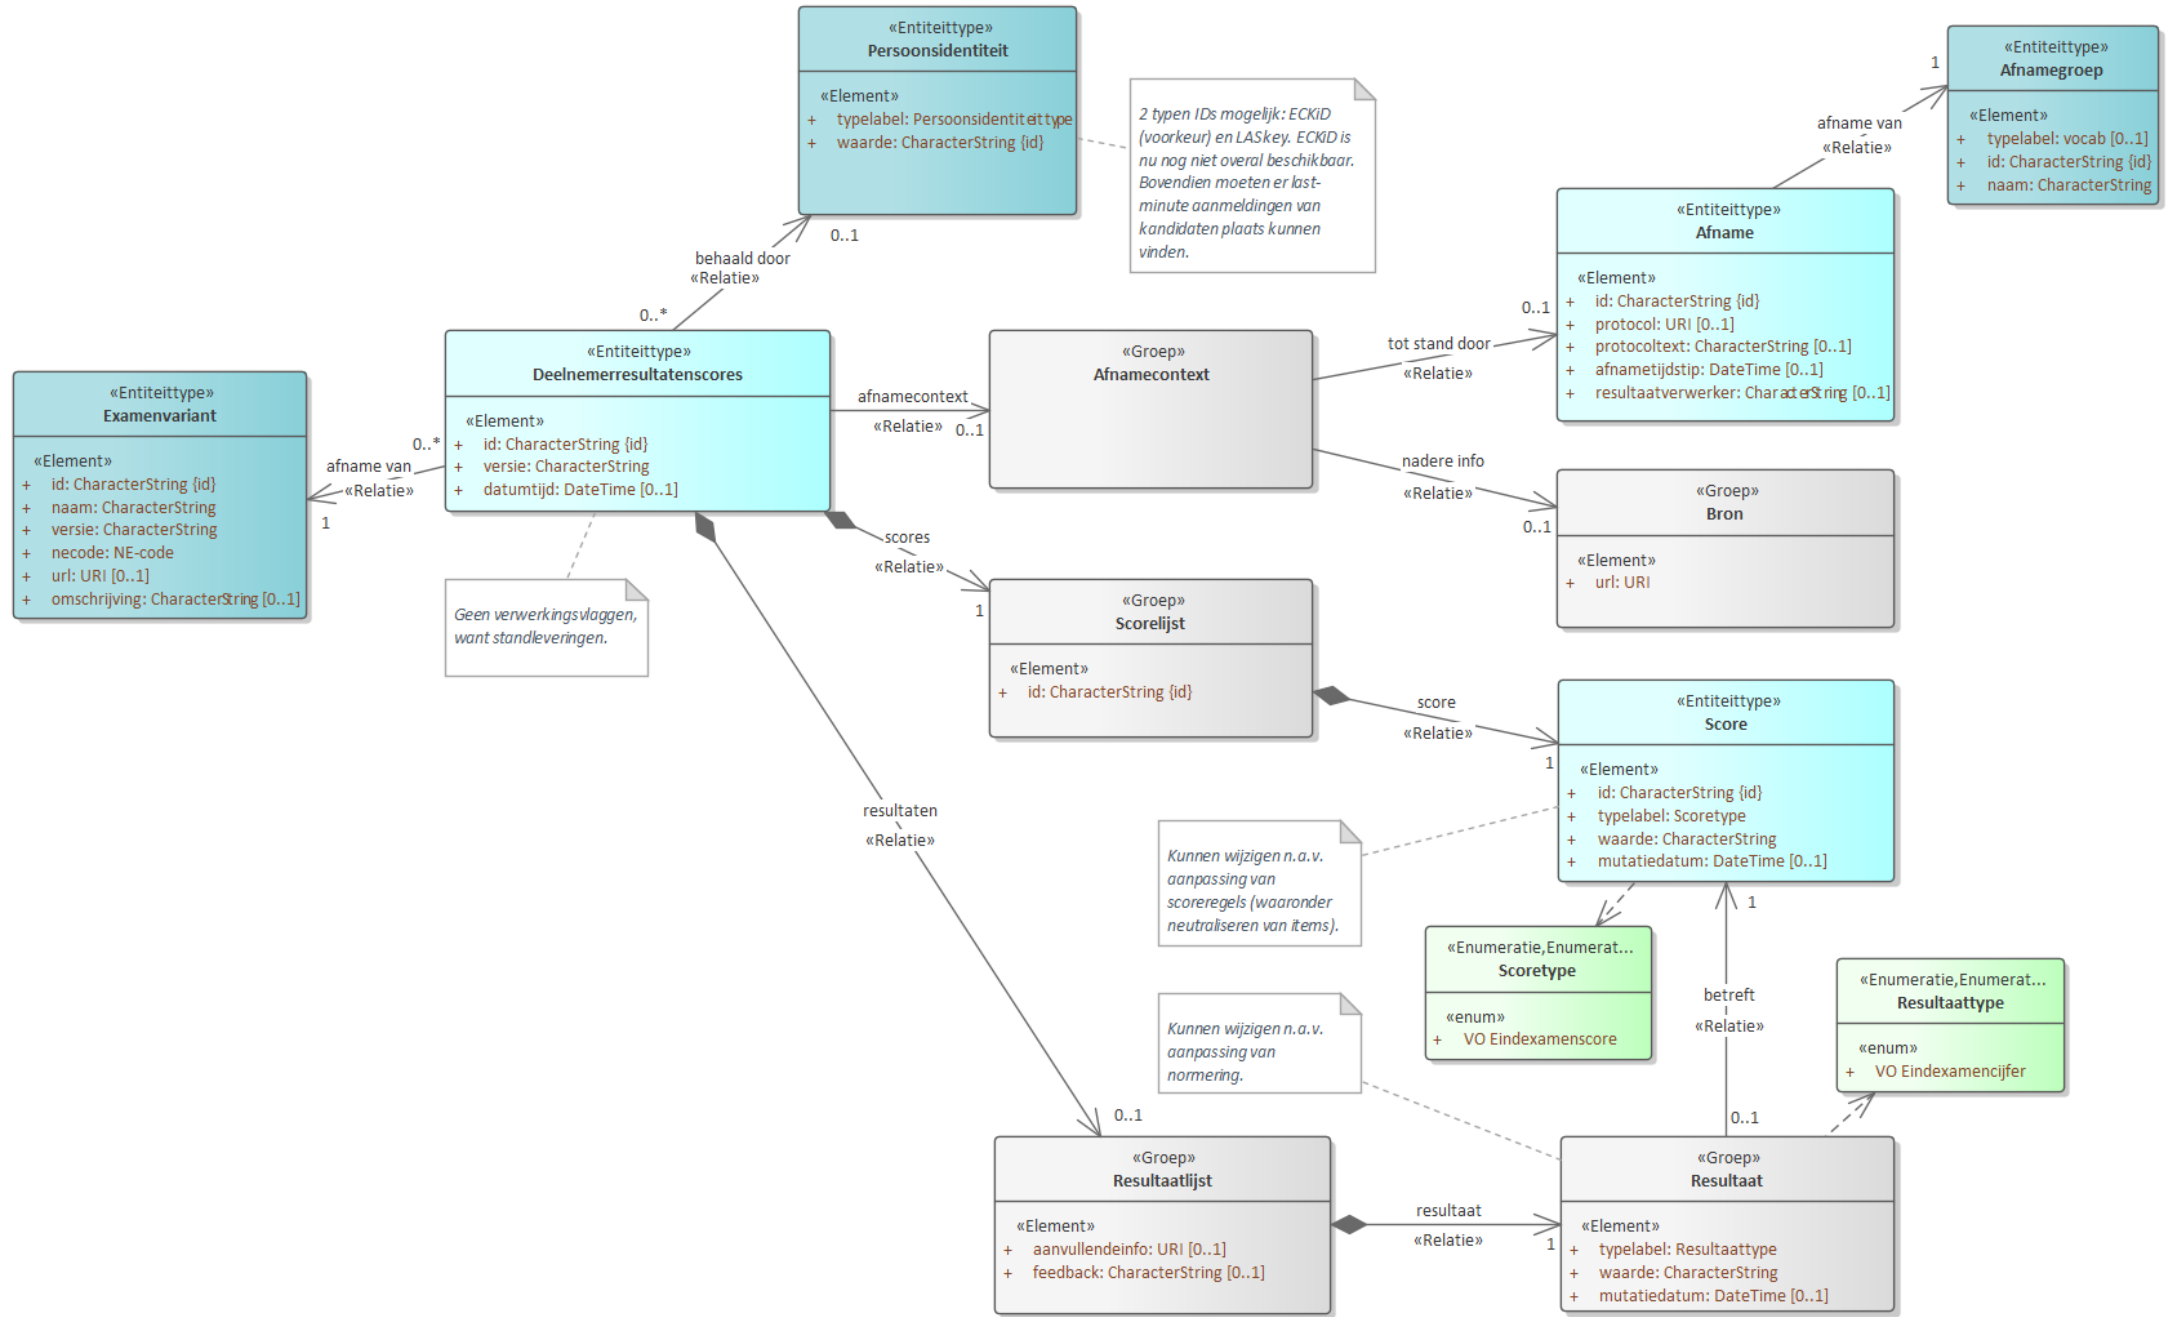 «Entiteittype»
Persoonsidentiteit
«Element»
+ typelabel: Persoonsidentiteittype
+ waarde: CharacterString {id}
2 typen IDs mogelijk: ECKiD
(voorkeur) en LASkey. ECKiD is
nu nog niet overal beschikbaar.
Bovendien moeten er last-
minute aanmeldingen van
kandidaten plaats kunnen
vinden.
«Entiteittype»
Afnamegroep
«Element»
+ typelabel: vocab [0..1]
+ id: CharacterString {id}
+ naam: CharacterString
1
afname van
«Relatie»
«Entiteittype»
Afname
«Element»
+ id: CharacterString {id}
+ protocol: URI [0..1]
+ protocoltext: CharacterString [0..1]
+ afnametijdstip: DateTime [0..1]
+ resultaatverwerker: CharacterString [0..1]
0..1
behaald door
«Relatie»
0..*
«Entiteittype»
Deelnemerresultatenscores
«Element»
+ id: CharacterString {id}
+ versie: CharacterString
+ datumtijd: DateTime [0..1]
«Groep»
Afnamecontext
afnamecontext
«Relatie»
0..1
tot stand door
«Relatie»
0..1
nadere info
«Relatie»
0..1
«Groep»
Bron
«Element»
+ url: URI
«Entiteittype»
Examenvariant
«Element»
+ id: CharacterString {id}
+ naam: CharacterString
+ versie: CharacterString
+ necode: NE-code
+ url: URI [0..1]
+ omschrijving: CharacterString [0..1]
0..*
afname van
«Relatie»
1
Geen verwerkingsvlaggen,
want standleveringen.
scores
«Relatie»
1
«Groep»
Scorelijst
«Element»
+ id: CharacterString {id}
score
«Relatie»
1
«Entiteittype»
Score
«Element»
+ id: CharacterString {id}
+ typelabel: Scoretype
+ waarde: CharacterString
+ mutatiedatum: DateTime [0..1]
resultaten
«Relatie»
0..1
Kunnen wijzigen n.a.v.
aanpassing van
scoreregels (waaronder
neutraliseren van items).
«Enumeratie,Enumerat...
Scoretype
«enum»
+ VO Eindexamenscore
1
betreft
«Relatie»
0..1
«Enumeratie,Enumerat...
Resultaattype
«enum»
+ VO Eindexamencijfer
Kunnen wijzigen n.a.v.
aanpassing van
normering.
«Groep»
Resultaatlijst
«Element»
+ aanvullendeinfo: URI [0..1]
+ feedback: CharacterString [0..1]
resultaat
«Relatie»
1
«Groep»
Resultaat
«Element»
+ typelabel: Resultaattype
+ waarde: CharacterString
+ mutatiedatum: DateTime [0..1]